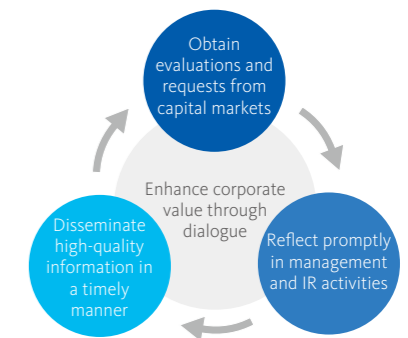 Obtain
evaluations and
requests from
capital markets
Enhance corporate
value through
dialogue
Disseminate
high-quality
information in
a timely
manner
Reflect promptly
in management
and IR activities